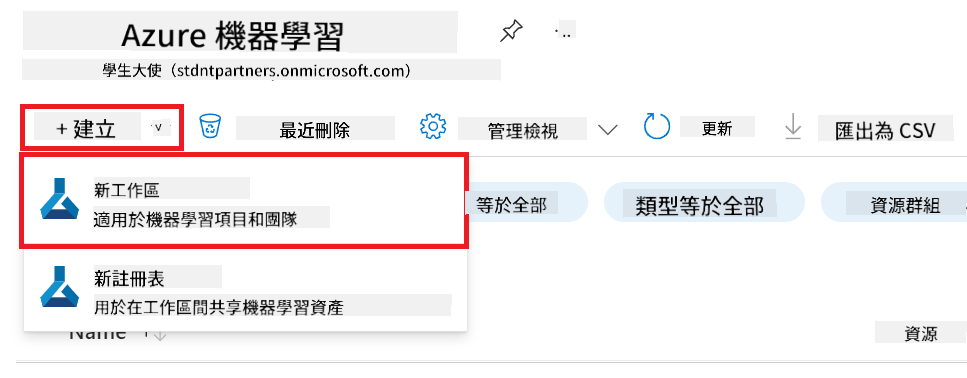 Azure 機器學習
學生大使（stdntpartners.onmicrosoft.com）
+ 建立 最近刪除 管理檢視 更新 匯出為 CSV
新工作區
適用於機器學習項目和團隊
等於全部 類型等於全部 資源群組
新註冊表
用於在工作區間共享機器學習資產
Name 資源